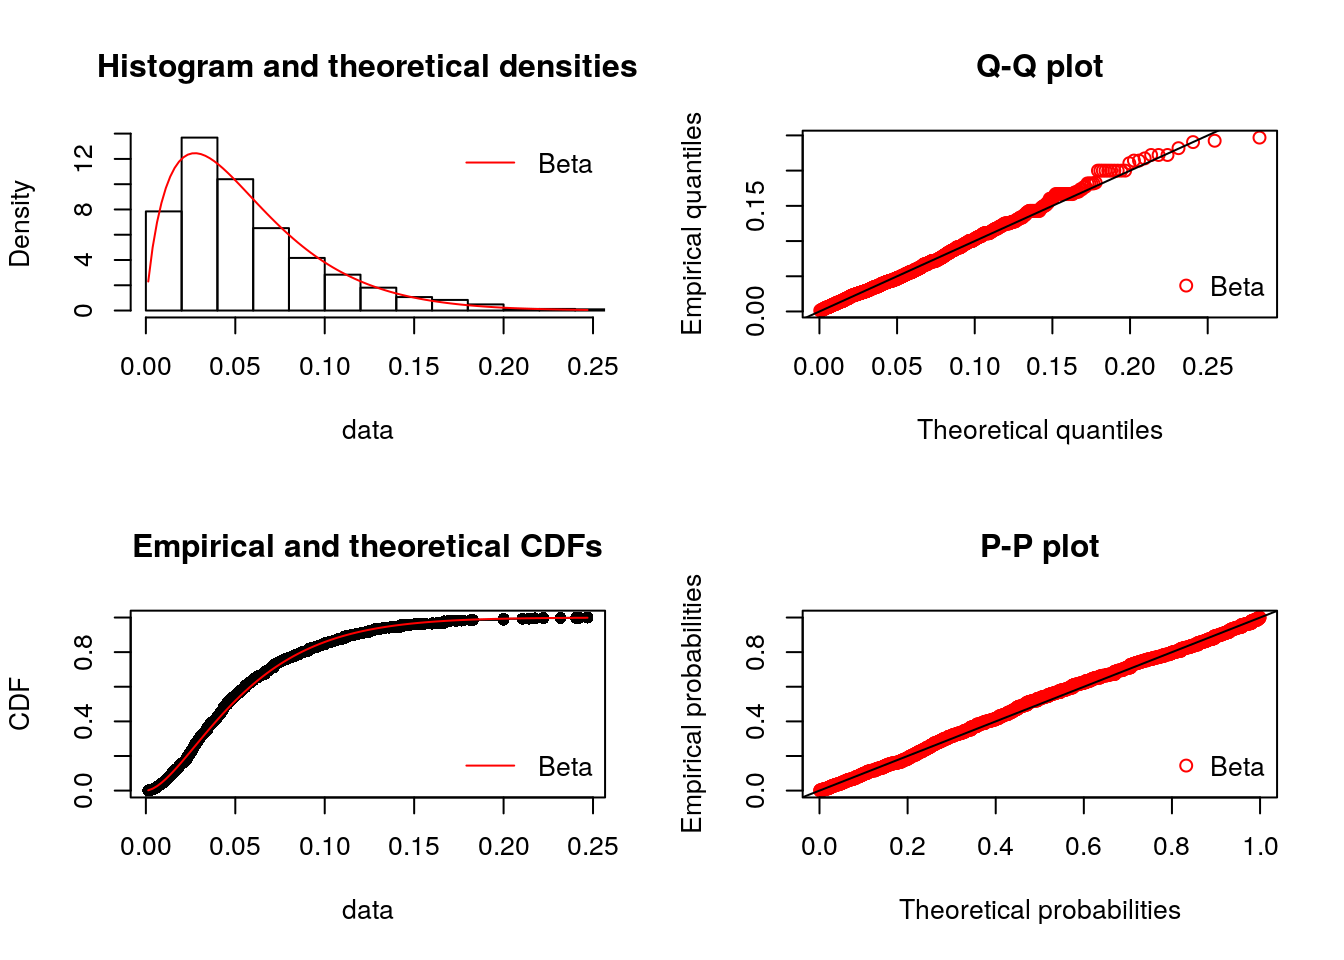 Histogram and theoretical densities
Density
0 4 8 12
Beta
0.00 0.05 0.10 0.15 0.20 0.25
data
Q-Q plot
Empirical quantiles
0.00 0.15
Beta
0.00 0.05 0.10 0.15 0.20 0.25
Theoretical quantiles
Empirical and theoretical CDFs
CDF
0.0 0.4 0.8
Beta
0.00 0.05 0.10 0.15 0.20 0.25
data
P-P plot
Empirical probabilities
0.0 0.4 0.8
Beta
0.0 0.2 0.4 0.6 0.8 1.0
Theoretical probabilities